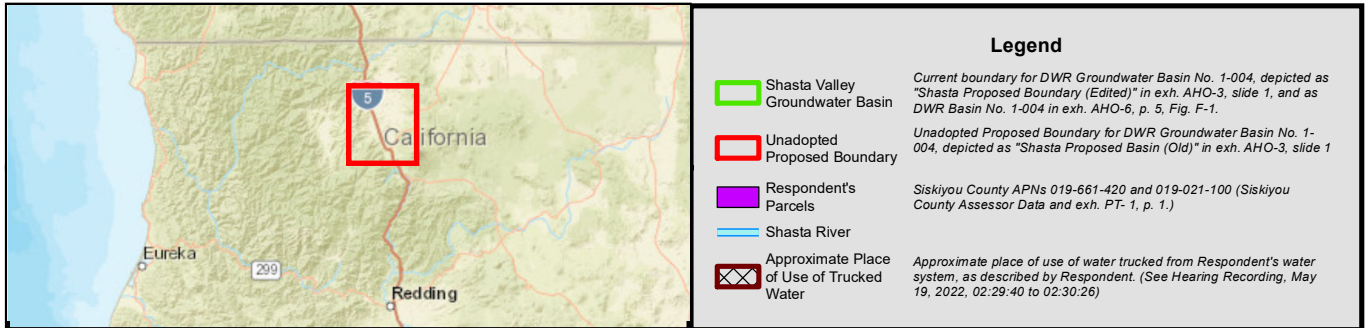 5
California
Eureka
299
Redding
Legend
Shasta Valley
Groundwater Basin
Current boundary for DWR Groundwater Basin No. 1-004, depicted as
"Shasta Proposed Boundary (Edited)" in exh. AHO-3, slide 1, and as
DWR Basin No. 1-004 in exh. AHO-6, p. 5, Fig. F-1.
Unadopted
Proposed Boundary
Unadopted Proposed Boundary for DWR Groundwater Basin No. 1-
004, depicted as "Shasta Proposed Basin (Old)" in exh. AHO-3, slide 1
Respondent's
Parcels
Siskiyou County APNs 019-661-420 and 019-021-100 (Siskiyou
County Assessor Data and exh. PT- 1, p. 1.)
Shasta River
Approximate Place
of Use of Trucked
Water
Approximate place of use of water trucked from Respondent's water
system, as described by Respondent. (See Hearing Recording, May
19, 2022, 02:29:40 to 02:30:26)